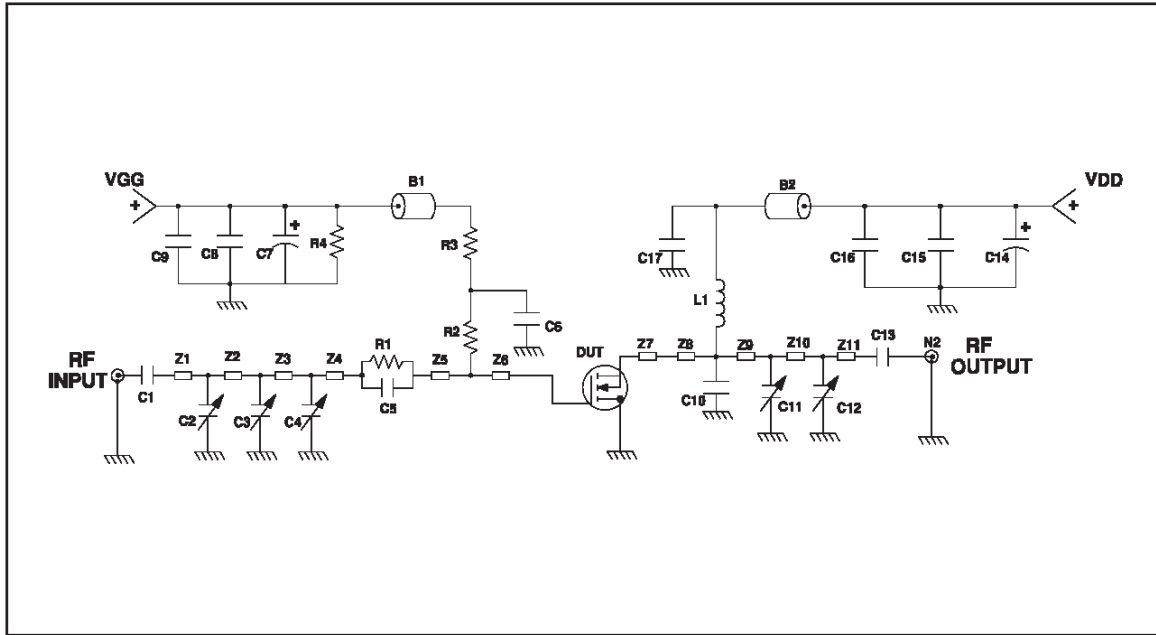 VGG
+
C9
C8
C7
+
R4
B1
R3
R2
C6
RF
INPUT
C1
Z1
C2
Z2
C3
Z3
C4
Z4
R1
C5
Z5
Z6
DUT
Z7
Z8
C10
L1
C17
B2
C16
C15
C14
+
VDD
+
Z9
C11
Z10
C12
Z11
C13
N2
RF
OUTPUT